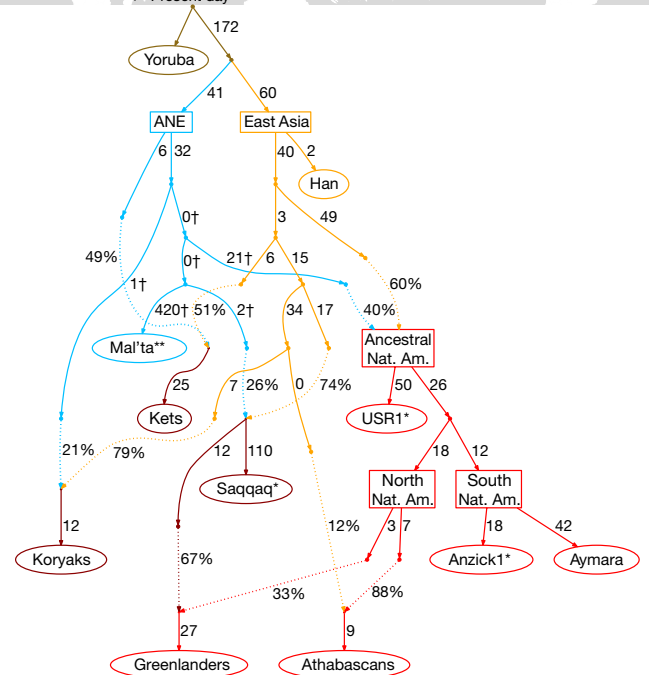 Present-day
172
Yoruba
41
60
ANE
East Asia
6
32
40
2
Han
0†
3
49
49%
1†
0†
21†
6
15
60%
420†
51%
2†
34
17
40%
Mal'ta**
Ancestral
Nat. Am.
25
7
26%
0
74%
50
26
Kets
USR1*
21%
79%
12
110
18
12
Saqqaq*
North
Nat. Am.
South
Nat. Am.
12
12%
3
7
18
42
Koryaks
67%
Anzick1*
Aymara
33%
88%
27
9
Greenlanders
Athabascans